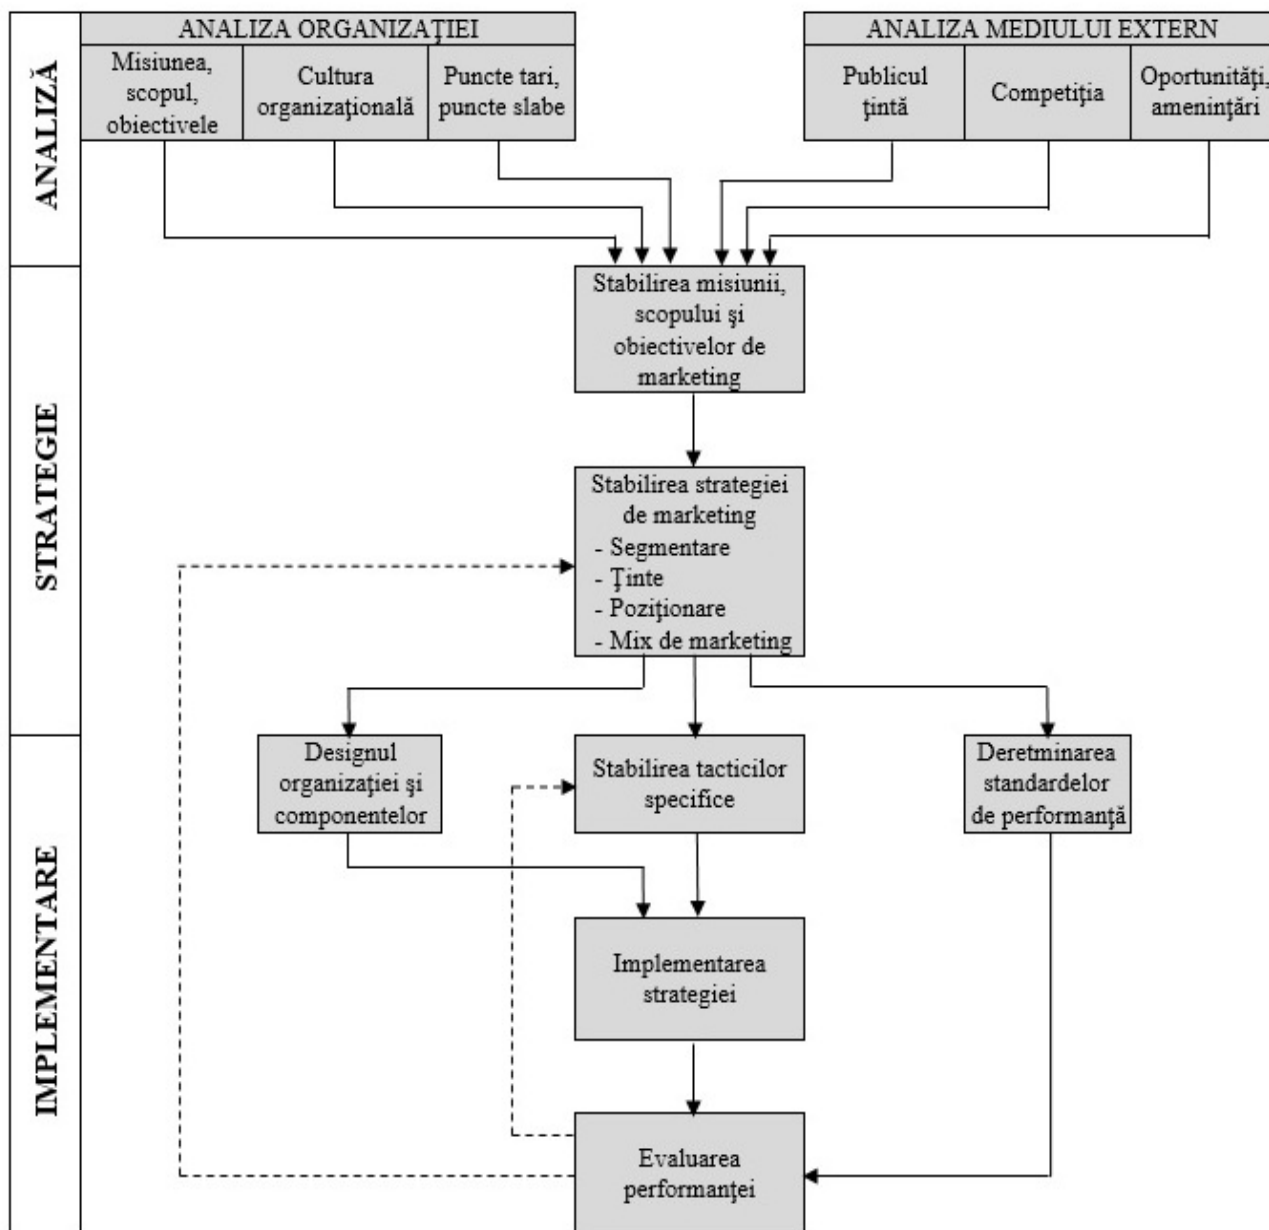 ANALIZĂ
ANALIZA ORGANIZAŢIEI
Misiunea,
scopul,
obiectivele
Cultura
organizaţională
Puncte tari,
puncte slabe
ANALIZA MEDIULUI EXTERN
Publicul
ţintă
Competiţia
Oportunităţi,
ameninţări
STRATEGIE
Stabilirea misiunii,
scopului şi
obiectivelor de
marketing
Stabilirea strategiei
de marketing
- Segmentare
- Ţinte
- Poziţionare
- Mix de marketing
IMPLEMENTARE
Designul
organizaţiei şi
componentelor
Stabilirea tacticilor
specifice
Deretminarea
standardelor
de performanţă
Implementarea
strategiei
Evaluarea
performanţei